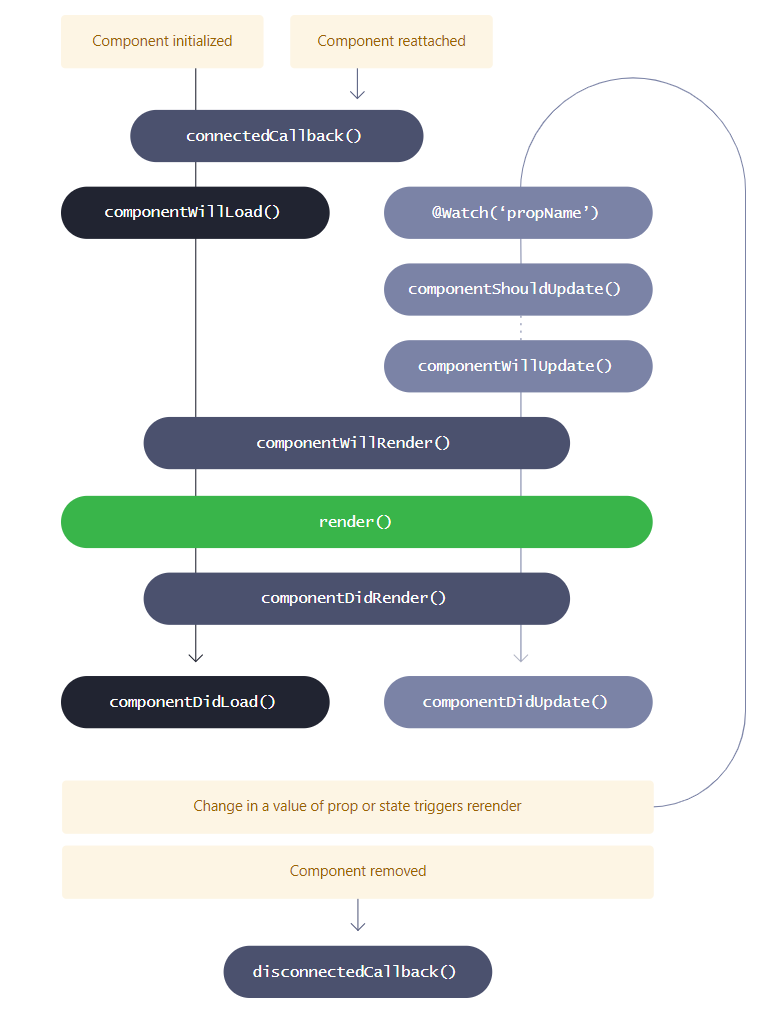 Component initialized
Component reattached
connectedCallback()
componentWillLoad()
@Watch(‘propName’)
componentShouldUpdate()
componentWillUpdate()
componentWillRender()
render()
componentDidRender()
componentDidLoad()
componentDidUpdate()
Change in a value of prop or state triggers rerender
Component removed
disconnectedCallback()